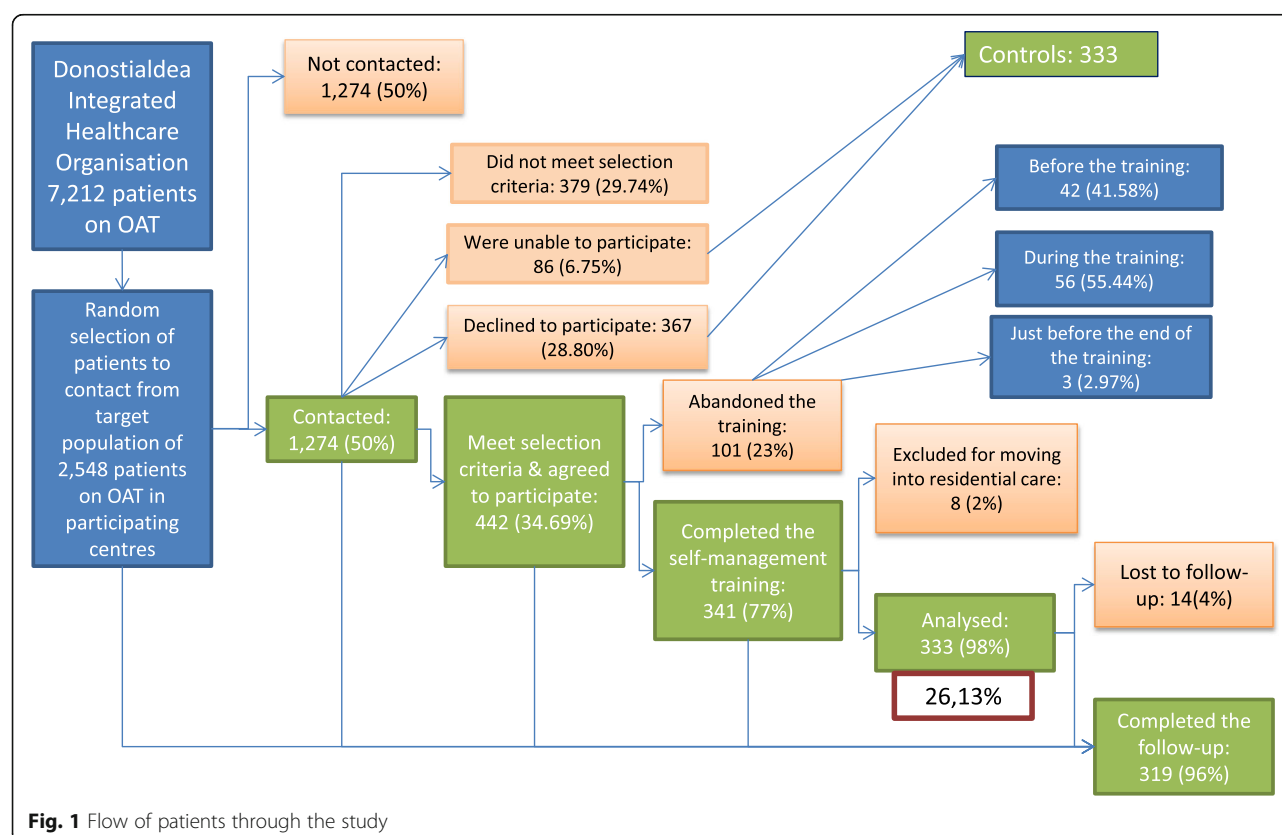 Donostialdea
Integrated
Healthcare
Organisation
7,212 patients
on OAT
Random
selection of
patients to
contact from
target
population of
2,548 patients
on OAT in
participating
centres
Not contacted:
1,274 (50%)
Contacted:
1,274 (50%)
Did not meet selection
criteria: 379 (29.74%)
Were unable to participate:
86 (6.75%)
Declined to participate: 367
(28.80%)
Controls: 333
Meet selection
criteria & agreed
to participate:
442 (34.69%)
Abandoned the
training:
101 (23%)
Before the training:
42 (41.58%)
During the training:
56 (55.44%)
Just before the end of
the training:
3 (2.97%)
Completed the
self-management
training:
341 (77%)
Excluded for moving
into residential care:
8 (2%)
Analysed:
333 (98%)
26,13%
Lost to follow-
up: 14(4%)
Completed the
follow-up:
319 (96%)
Fig. 1 Flow of patients through the study